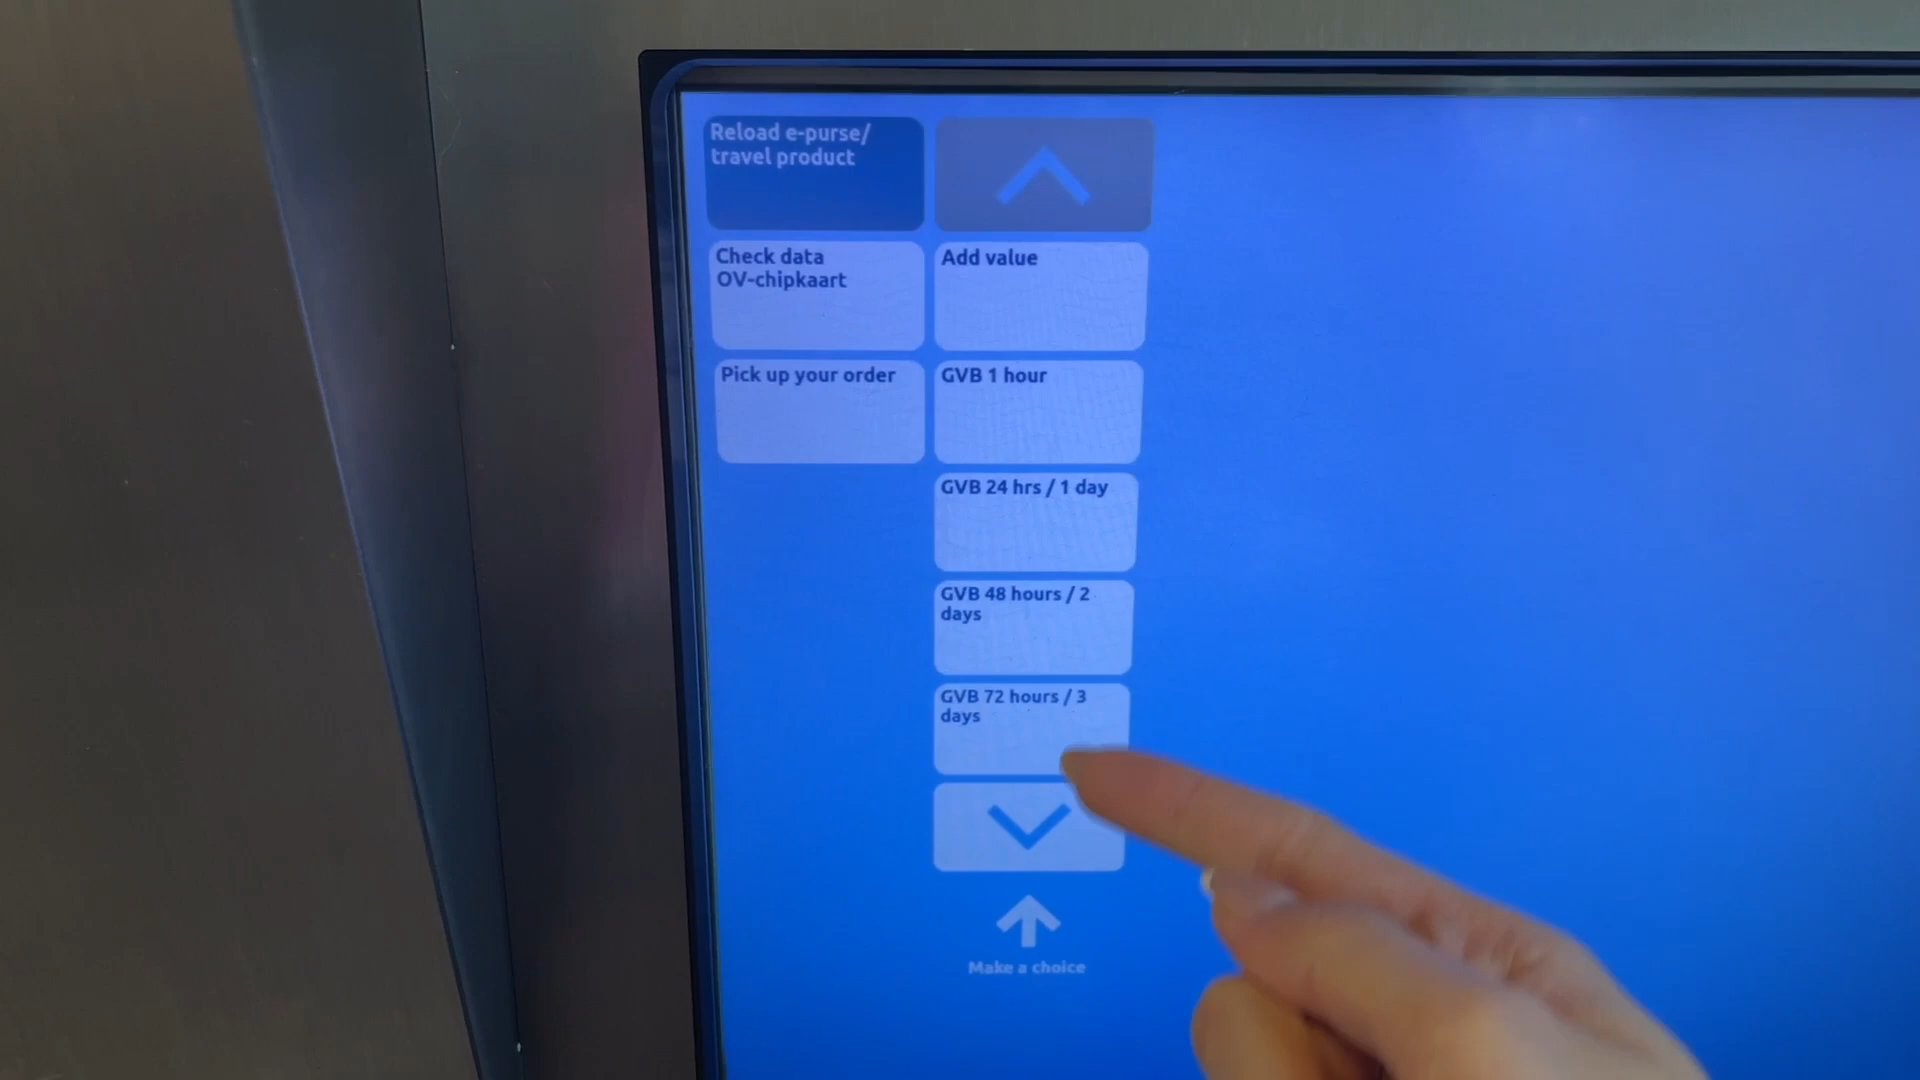 Reload e-purse/
travel product
Check data
OV-chipkaart
Pick up your order
Add value
GVB 1 hour
GVB 24 hrs / 1 day
GVB 48 hours / 2
days
GVB 72 hours / 3
days
Make a choice